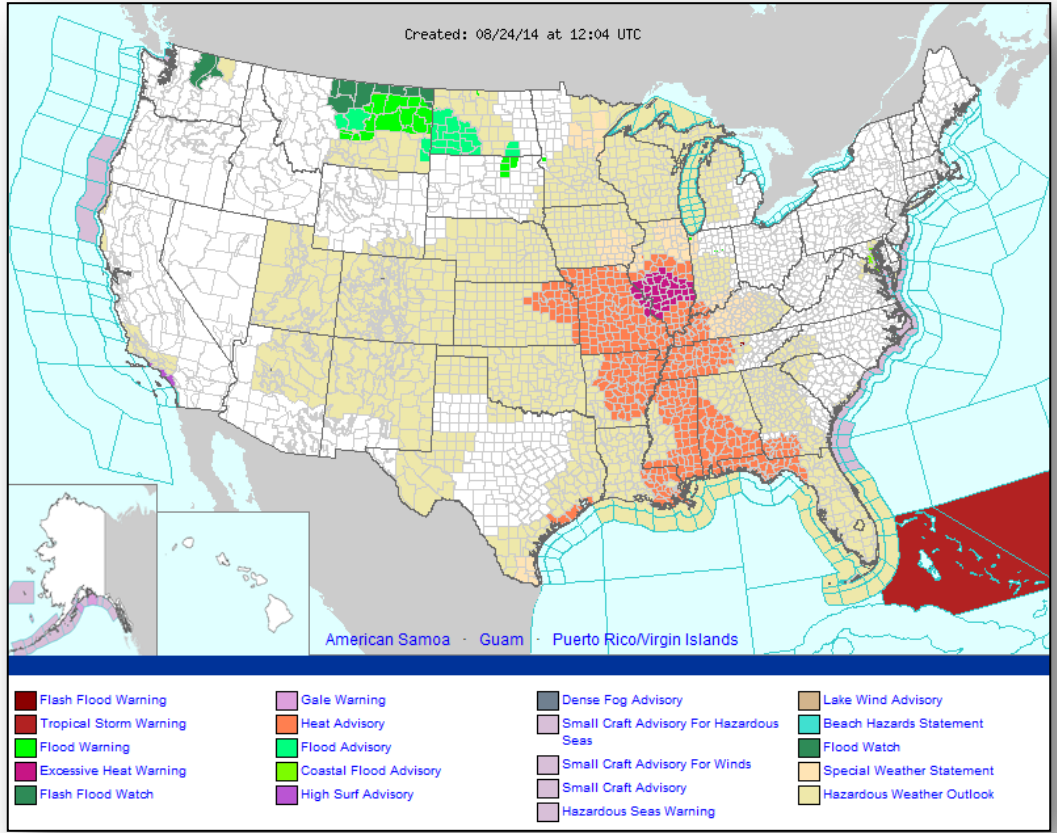 Created: 08/24/14 at 12:04 UTC
American Samoa · Guam · Puerto Rico/Virgin Islands
Flash Flood Warning
Tropical Storm Warning
Flood Warning
Excessive Heat Warning
Flash Flood Watch
Gale Warning
Heat Advisory
Flood Advisory
Coastal Flood Advisory
High Surf Advisory
Dense Fog Advisory
Small Craft Advisory For Hazardous
Seas
Small Craft Advisory For Winds
Small Craft Advisory
Hazardous Seas Warning
Lake Wind Advisory
Beach Hazards Statement
Flood Watch
Special Weather Statement
Hazardous Weather Outlook